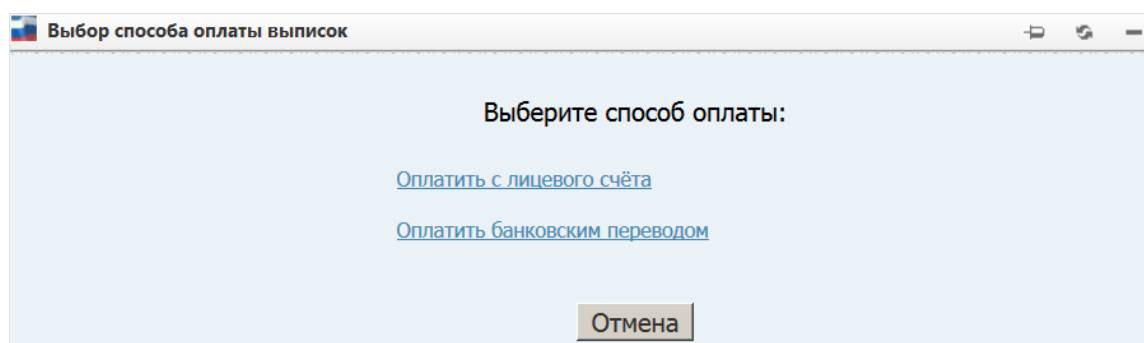 Выбор способа оплаты выписок
Выберите способ оплаты:
Оплатить с лицевого счёта
Оплатить банковским переводом
Отмена